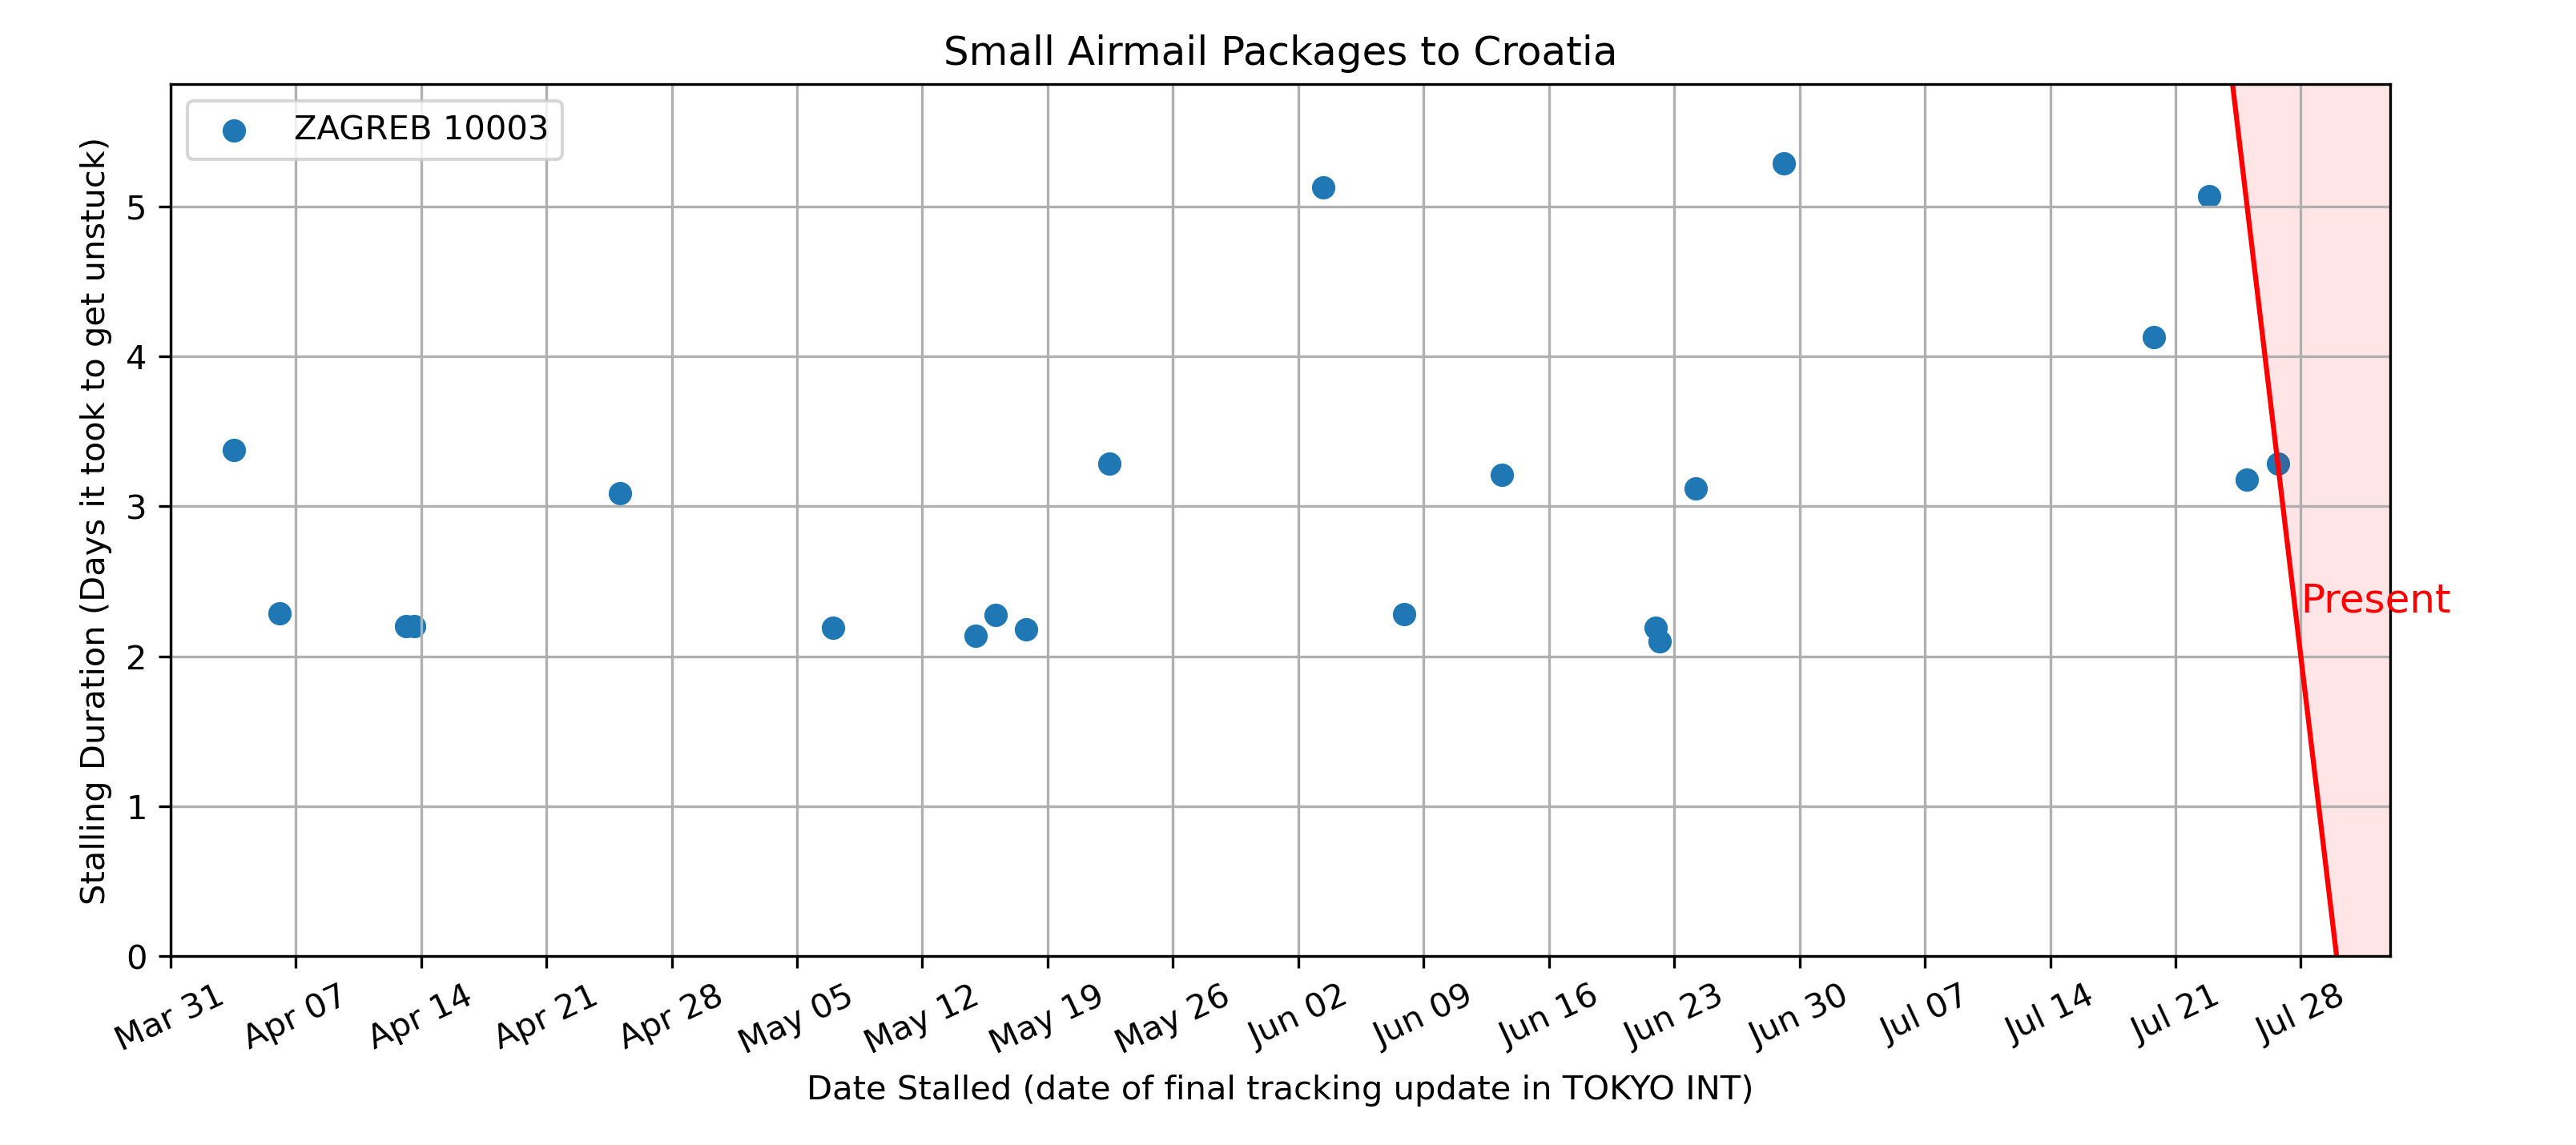 Small Airmail Packages to Croatia
ZAGREB 10003
Stalling Duration (Days it took to get unstuck)
5
4
3
2
1
0
Present
Mar 31
Apr 07
Apr 14
Apr 21
Apr 28
May 05
May 12
May 19
May 26
Jun 02
Jun 09
Jun 16
Jun 23
Jun 30
Jul 07
Jul 14
Jul 21
Jul 28
Date Stalled (date of final tracking update in TOKYO INT)